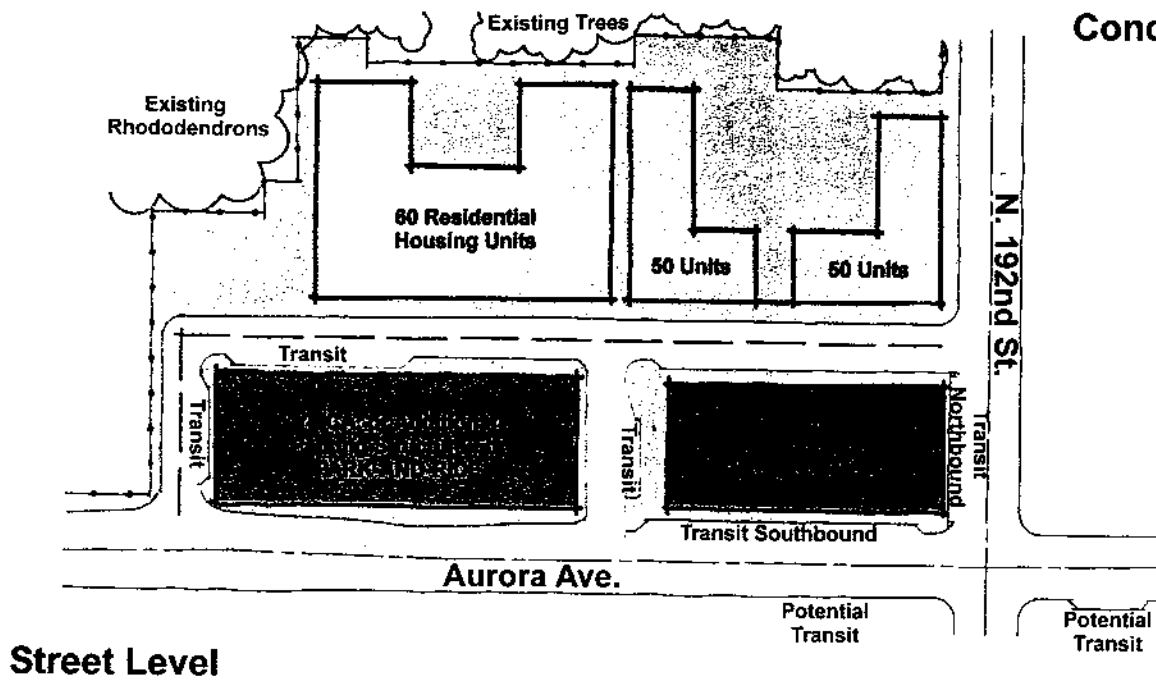 Existing Trees
Conc
Existing
Rhododendrons
60 Residential
Housing Units
50 Units
50 Units
N. 192nd St.
Transit
Transit
Transit
Northbound
Transit
Transit Southbound
Aurora Ave.
Potential
Transit
Potential
Transit
Street Level